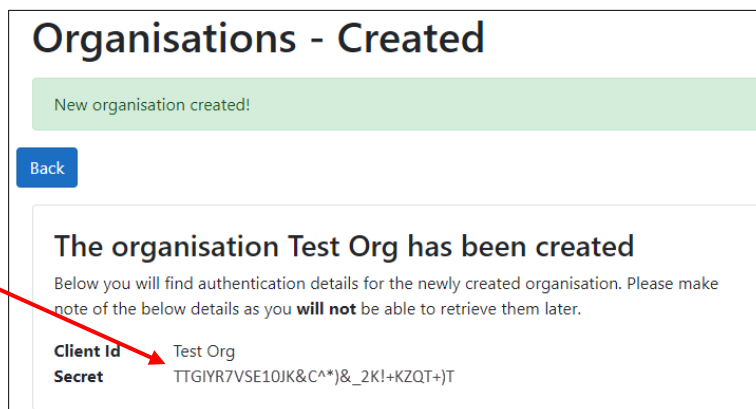 Organisations - Created
New organisation created!
Back
The organisation Test Org has been created
Below you will find authentication details for the newly created organisation. Please make
note of the below details as you will not be able to retrieve them later.
Client Id Test Org
Secret TTGIYR7VSE10JK&C^*)&_2K!+KZQT+)T